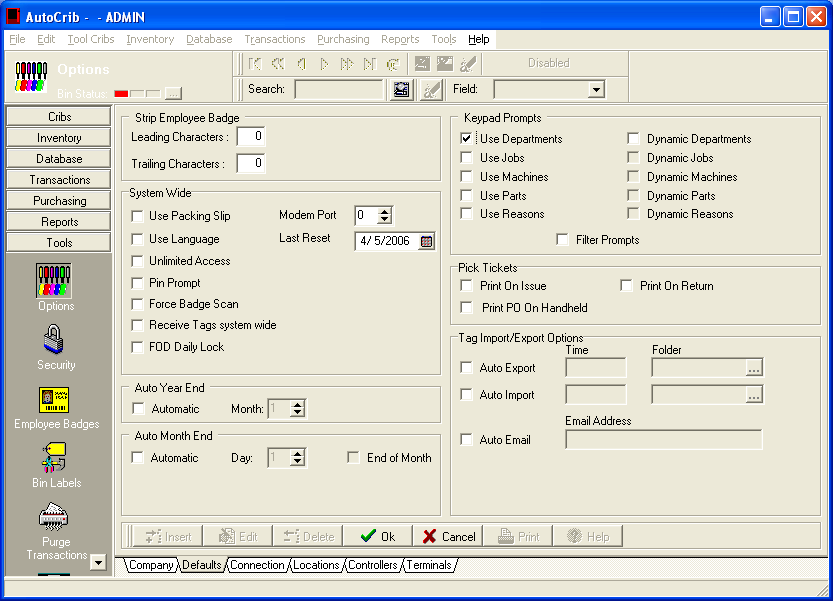 AutoCrib -  - ADMIN
File Edit Tool Cribs Inventory Database Transactions Purchasing Reports Tools Help
Options
Bin Status:
...
Disabled
Search:
Field:
Cribs
Inventory
Database
Transactions
Purchasing
Reports
Tools
Options
Security
Employee Badges
Bin Labels
Purge
Transactions
Strip Employee Badge
Leading Characters : 0
Trailing Characters : 0
System Wide
Use Packing Slip
Modem Port 0
Use Language
Last Reset 4/ 5/2006
Unlimited Access
Pin Prompt
Force Badge Scan
Receive Tags system wide
FOD Daily Lock
Auto Year End
Automatic Month: 1
Auto Month End
Automatic Day: 1 End of Month
Keypad Prompts
Use Departments Dynamic Departments
Use Jobs Dynamic Jobs
Use Machines Dynamic Machines
Use Parts Dynamic Parts
Use Reasons Dynamic Reasons
Filter Prompts
Pick Tickets
Print On Issue Print On Return
Print PO On Handheld
Tag Import/Export Options
Time Folder
Auto Export ...
Auto Import ...
Email Address
Auto Email
Insert Edit Delete Ok Cancel Print Help
Company Defaults Connection Locations Controllers Terminals